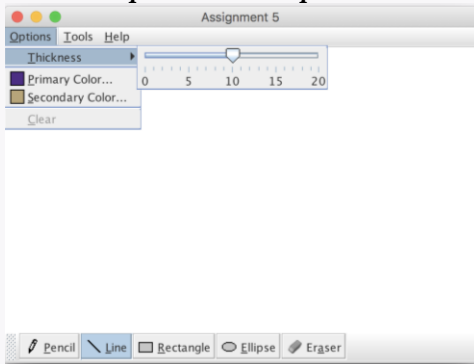 Assignment 5
Options Tools Help
Thickness
0 5 10 15 20
Primary Color...
Secondary Color...
Clear
Pencil Line Rectangle Ellipse Eraser